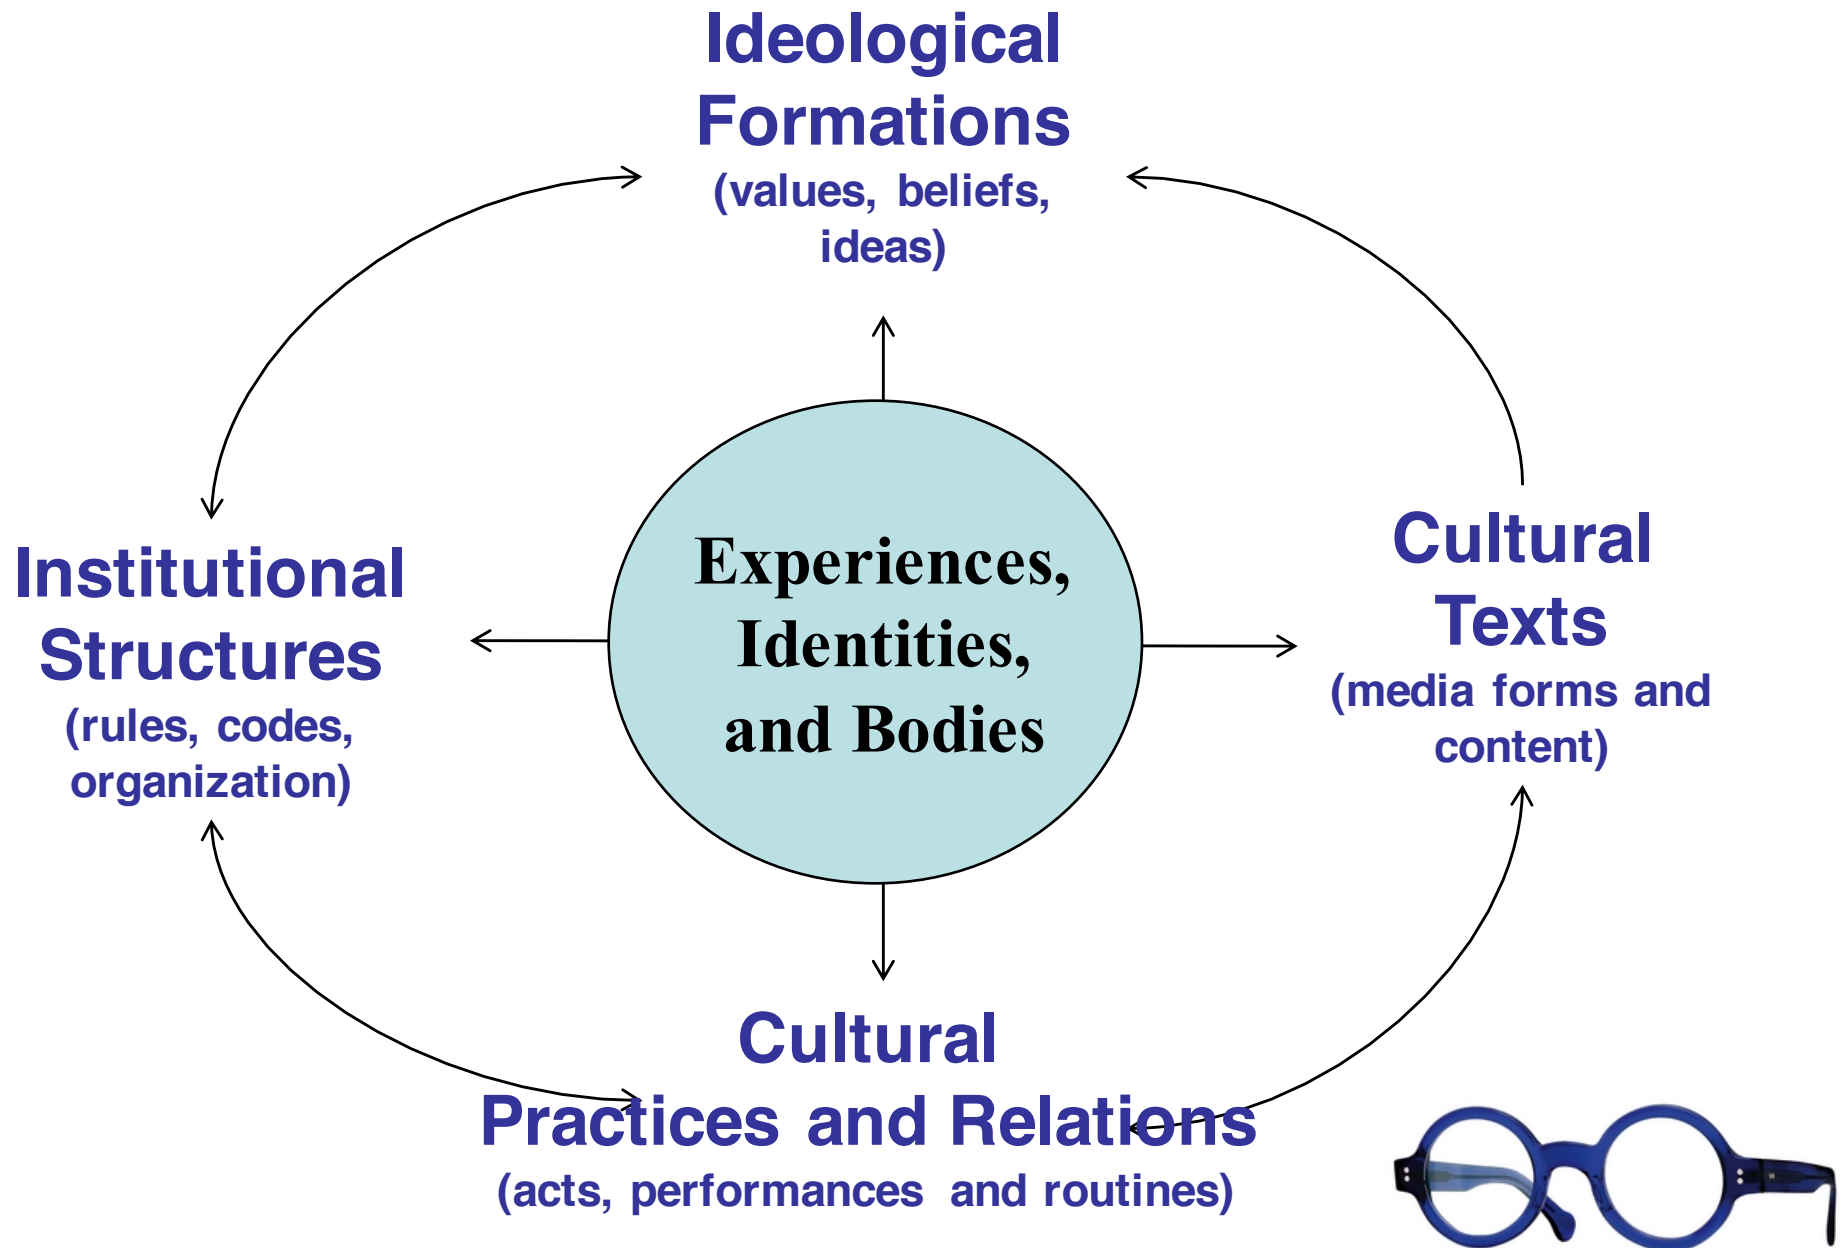 Ideological
Formations
(values, beliefs,
ideas)
Institutional
Structures
(rules, codes,
organization)
Experiences,
Identities,
and Bodies
Cultural
Texts
(media forms and
content)
Cultural
Practices and Relations
(acts, performances and routines)